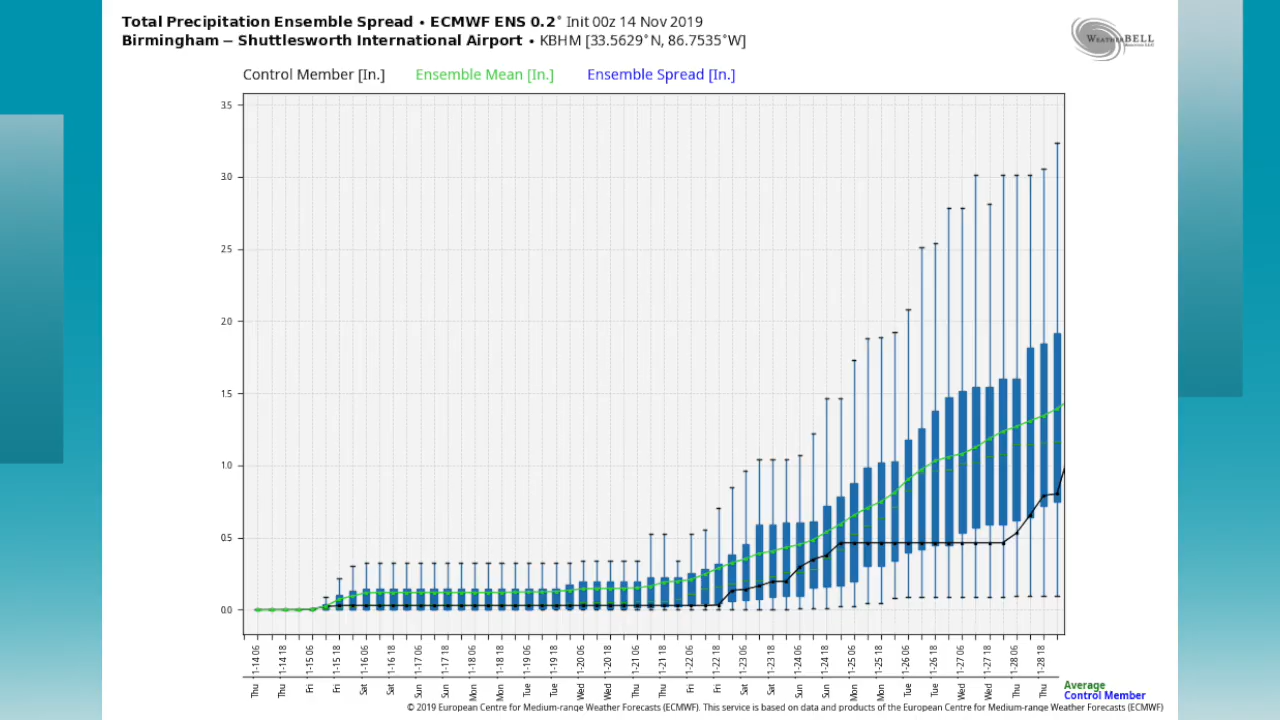 Total Precipitation Ensemble Spread • ECMWF ENS 0.2° Init 00z 14 Nov 2019
Birmingham – Shuttlesworth International Airport • KBHM [33.5629°N, 86.7535°W]
WEATHERBELL
Control Member [In.] Ensemble Mean [In.] Ensemble Spread [In.]
3.5
3.0
2.5
2.0
1.5
1.0
0.5
0.0
Thu 11-14 06
Thu 11-14 18
Fri 11-15 06
Fri 11-15 18
Sat 11-16 06
Sat 11-16 18
Sun 11-17 06
Sun 11-17 18
Mon 11-18 06
Mon 11-18 18
Tue 11-19 06
Tue 11-19 18
Wed 11-20 06
Wed 11-20 18
Thu 11-21 06
Thu 11-21 18
Fri 11-22 06
Fri 11-22 18
Sat 11-23 06
Sat 11-23 18
Sun 11-24 06
Sun 11-24 18
Mon 11-25 06
Mon 11-25 18
Tue 11-26 06
Tue 11-26 18
Wed 11-27 06
Wed 11-27 18
Thu 11-28 06
Thu 11-28 18
Average
Control Member
© 2019 European Centre for Medium-range Weather Forecasts (ECMWF). This service is based on data and products of the European Centre for Medium-range Weather Forecasts (ECMWF)